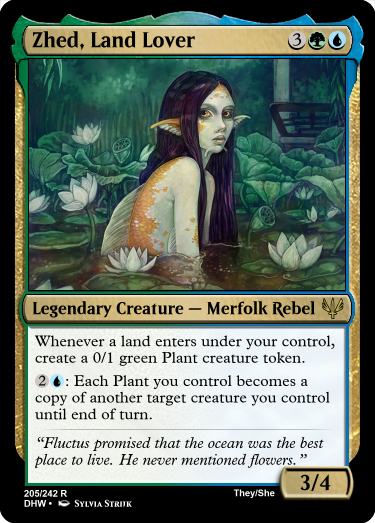 Zhed, Land Lover 3
Legendary Creature — Merfolk Rebel
Whenever a land enters under your control,
create a 0/1 green Plant creature token.
2: Each Plant you control becomes a
copy of another target creature you control
until end of turn.
“Fluctus promised that the ocean was the best
place to live. He never mentioned flowers.”
3/4
205/242 R They/She
DHW • Sylvia Strijk